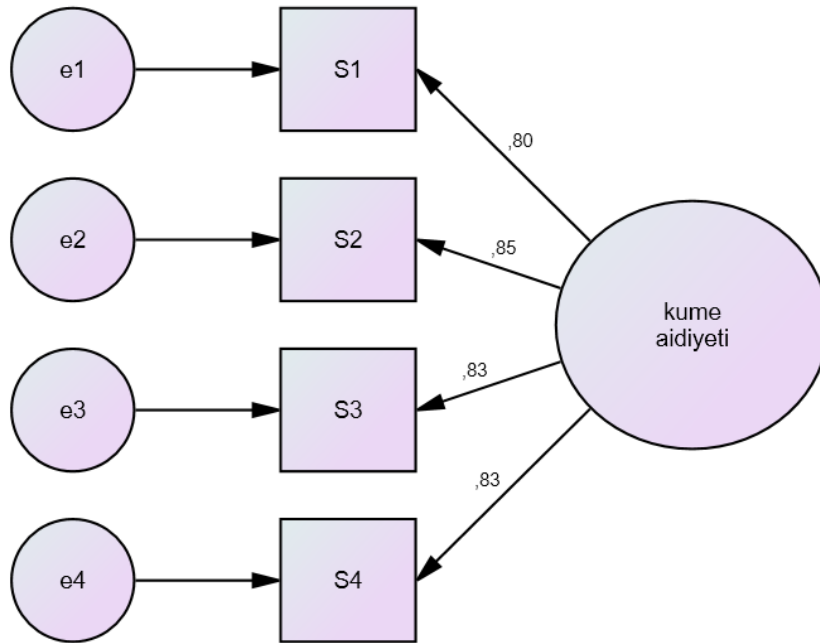 e1
S1
,80
e2
S2
,85
kume
aidiyeti
e3
S3
,83
,83
e4
S4